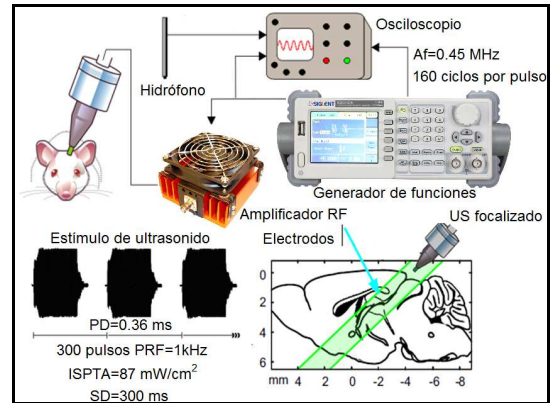 Osciloscopio
Af=0.45 MHz
160 ciclos por pulso
Hidrófono
SIGLENT
Generador de funciones
Amplificador RF
US focalizado
Estímulo de ultrasonido
Electrodos
PD=0.36 ms
300 pulsos PRF=1kHz
ISPTA=87 mW/cm²
SD=300 ms
0
2
4
6
mm 4 2 0 -2 -4 -6 -8